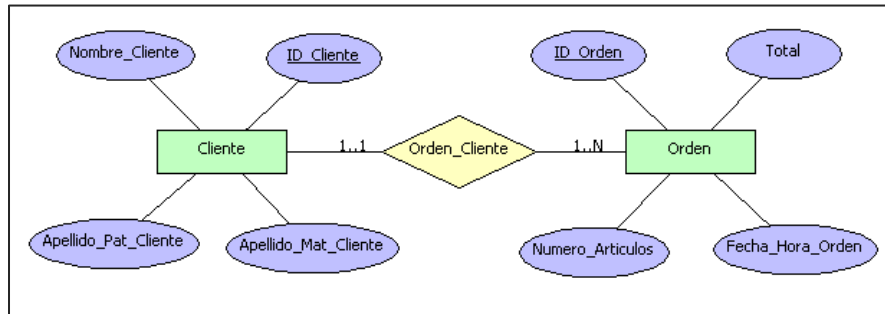 Nombre_Cliente
ID_Cliente
ID_Orden
Total
Cliente
1..1
Orden_Cliente
1..N
Orden
Apellido_Pat_Cliente
Apellido_Mat_Cliente
Numero_Articulos
Fecha_Hora_Orden